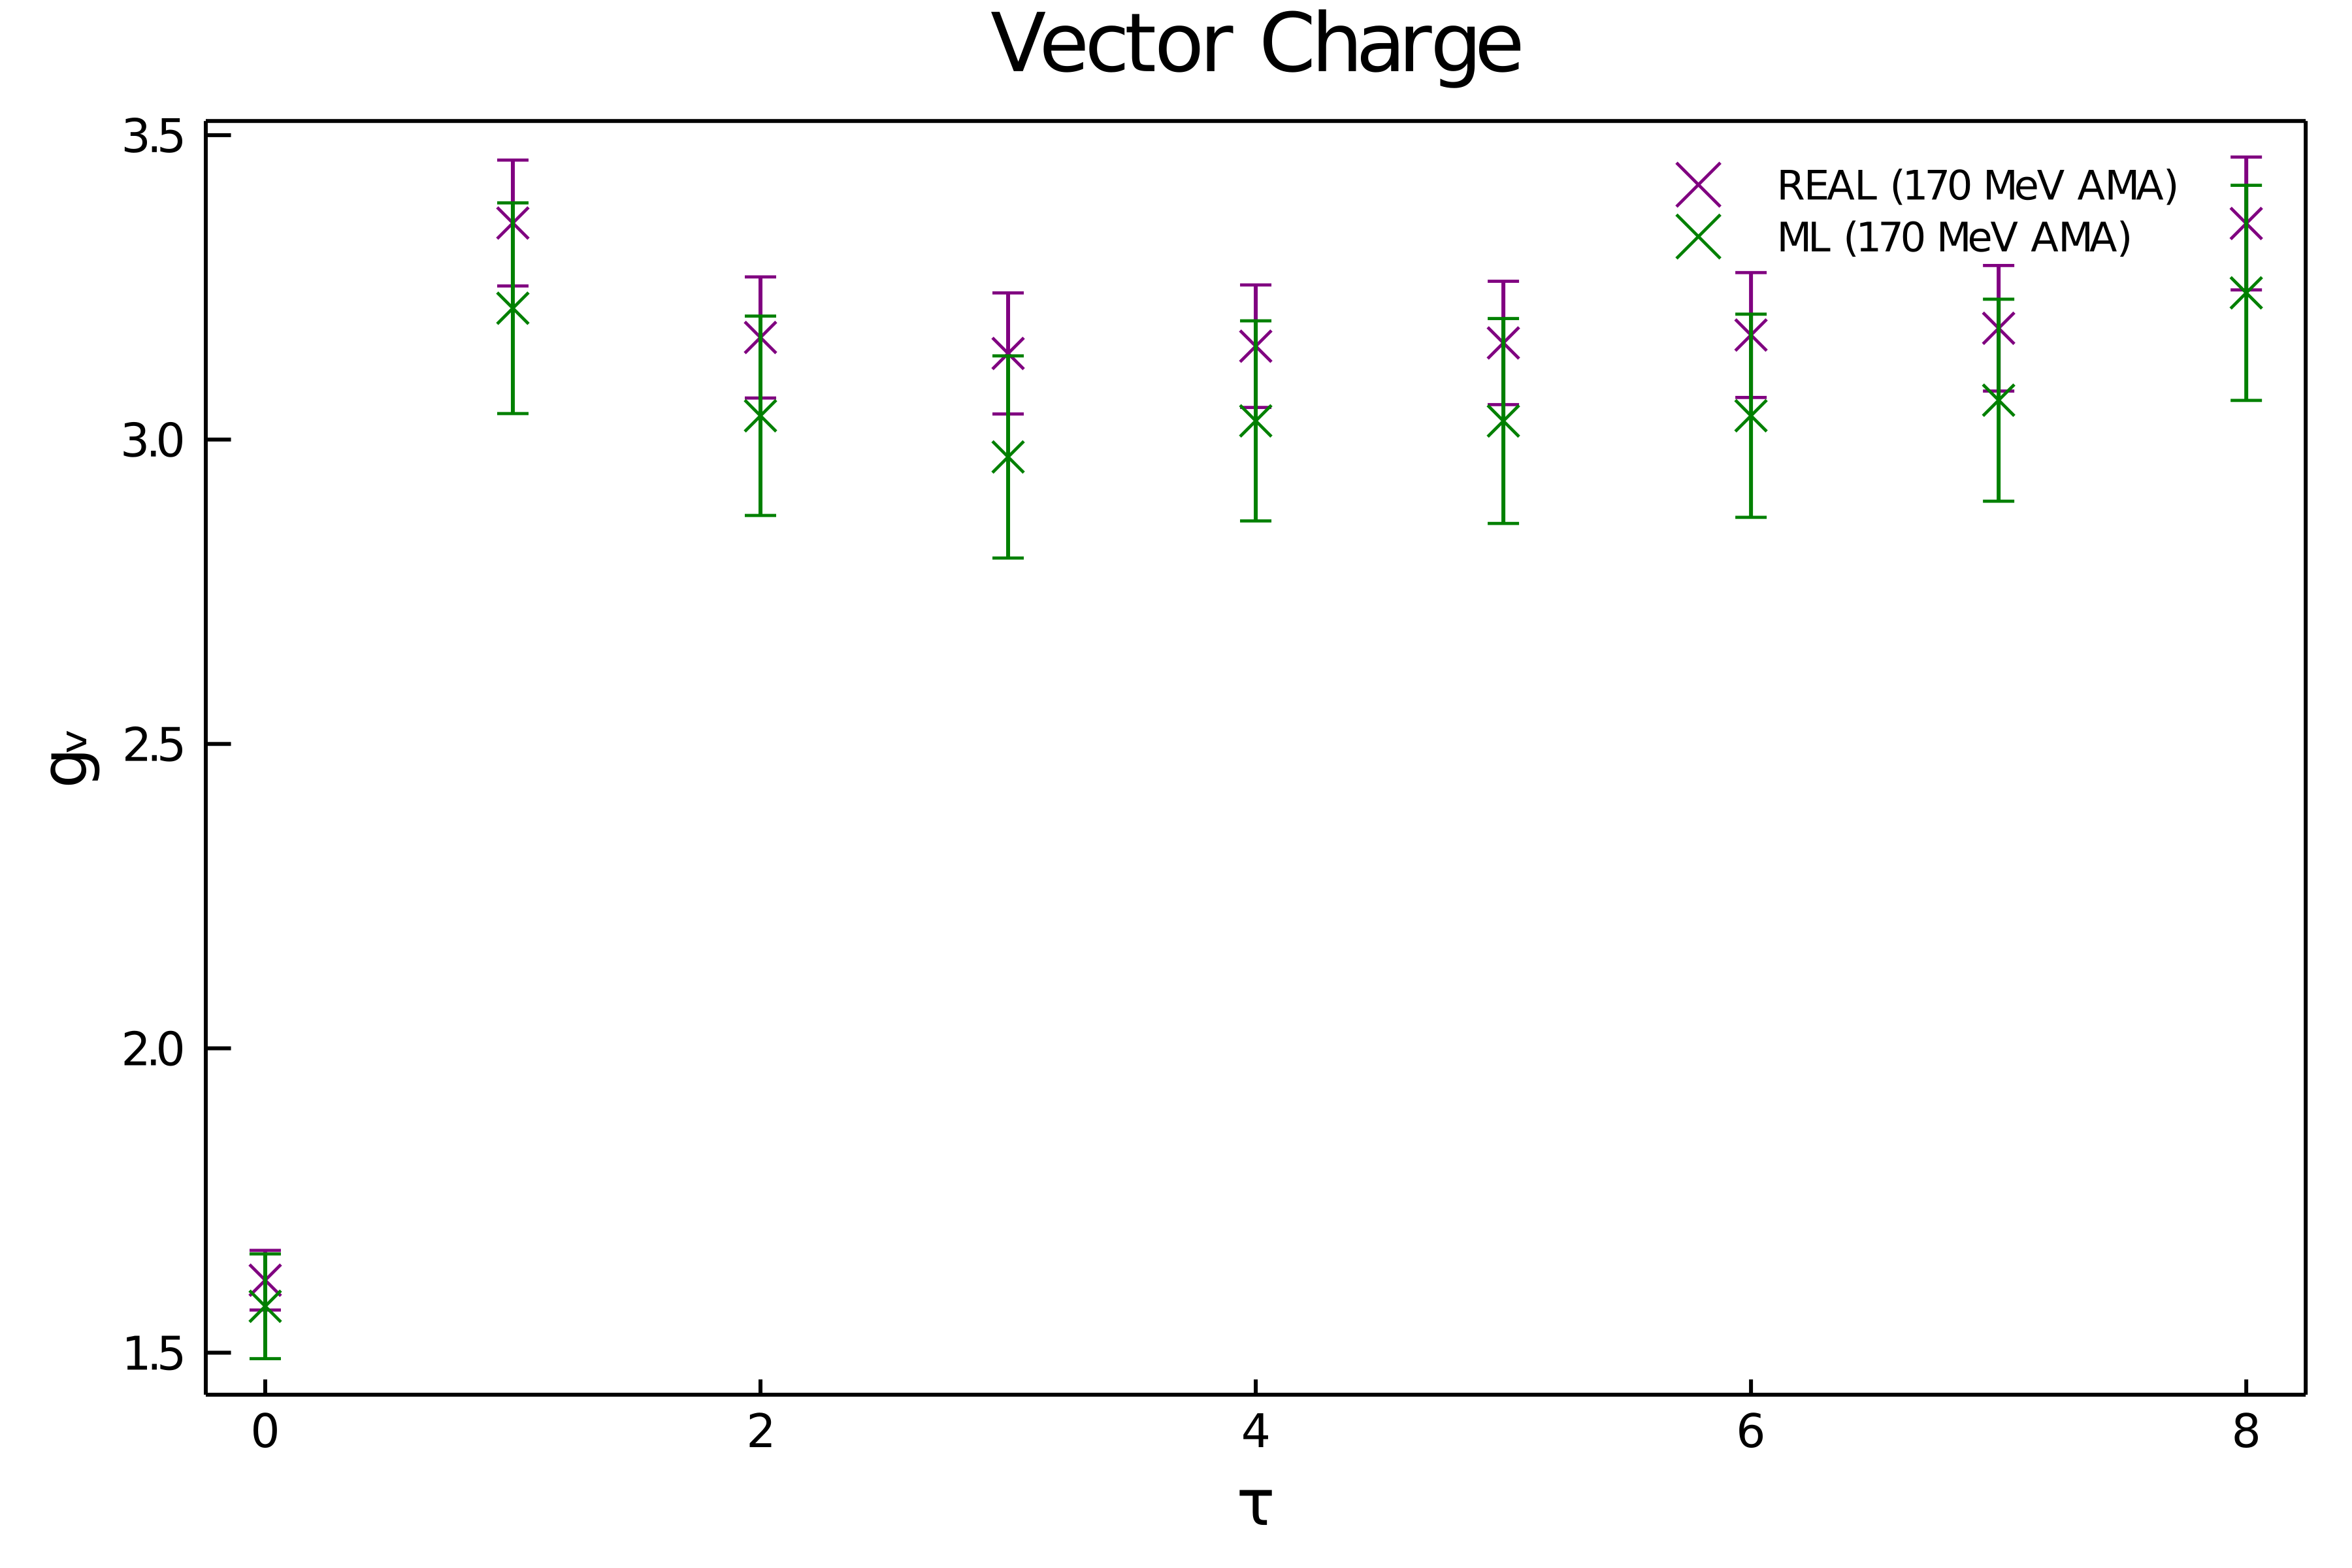 Vector Charge
3.5
3.0
2.5
2.0
1.5
gᵥ
REAL (170 MeV AMA)
ML (170 MeV AMA)
0 2 4 6 8
τ